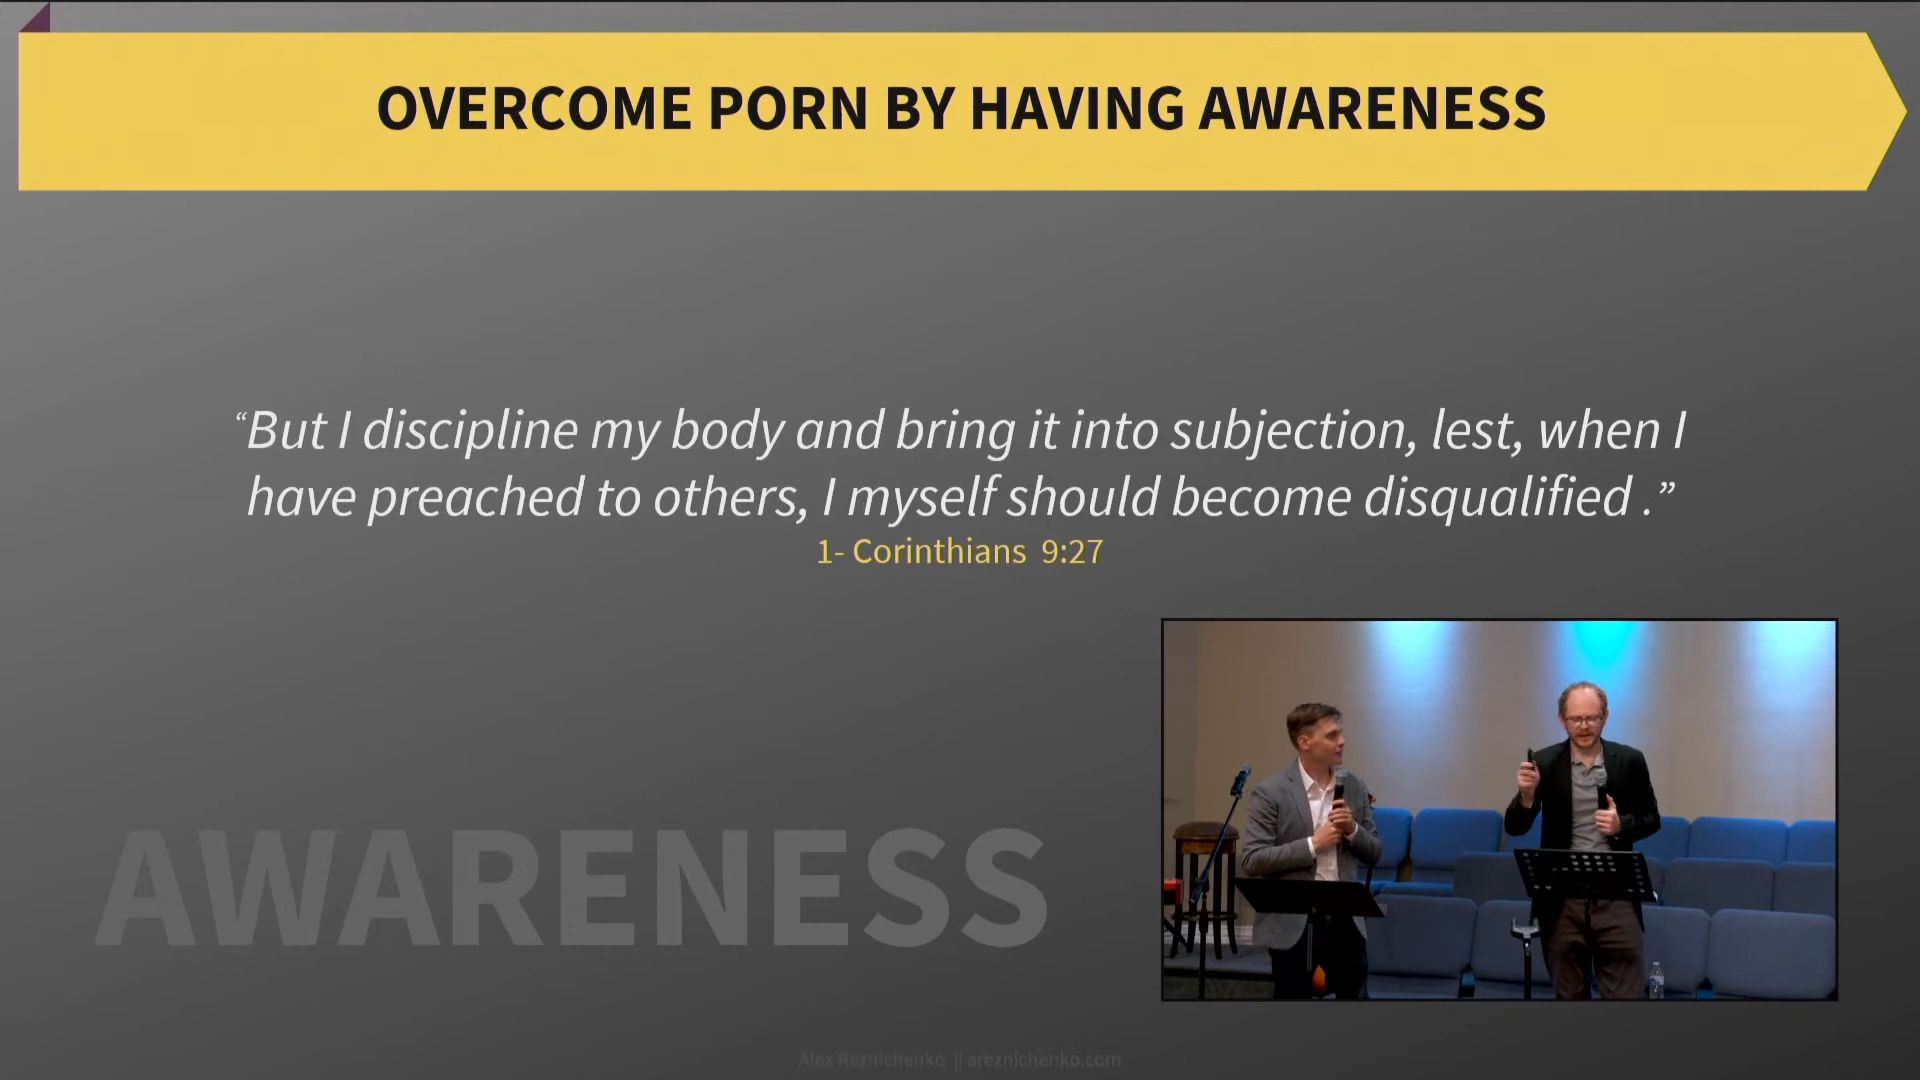 OVERCOME PORN BY HAVING AWARENESS
“But I discipline my body and bring it into subjection, lest, when I
have preached to others, I myself should become disqualified .”
1- Corinthians 9:27
AWARENESS
Alex Reznichenko || areznichenko.com